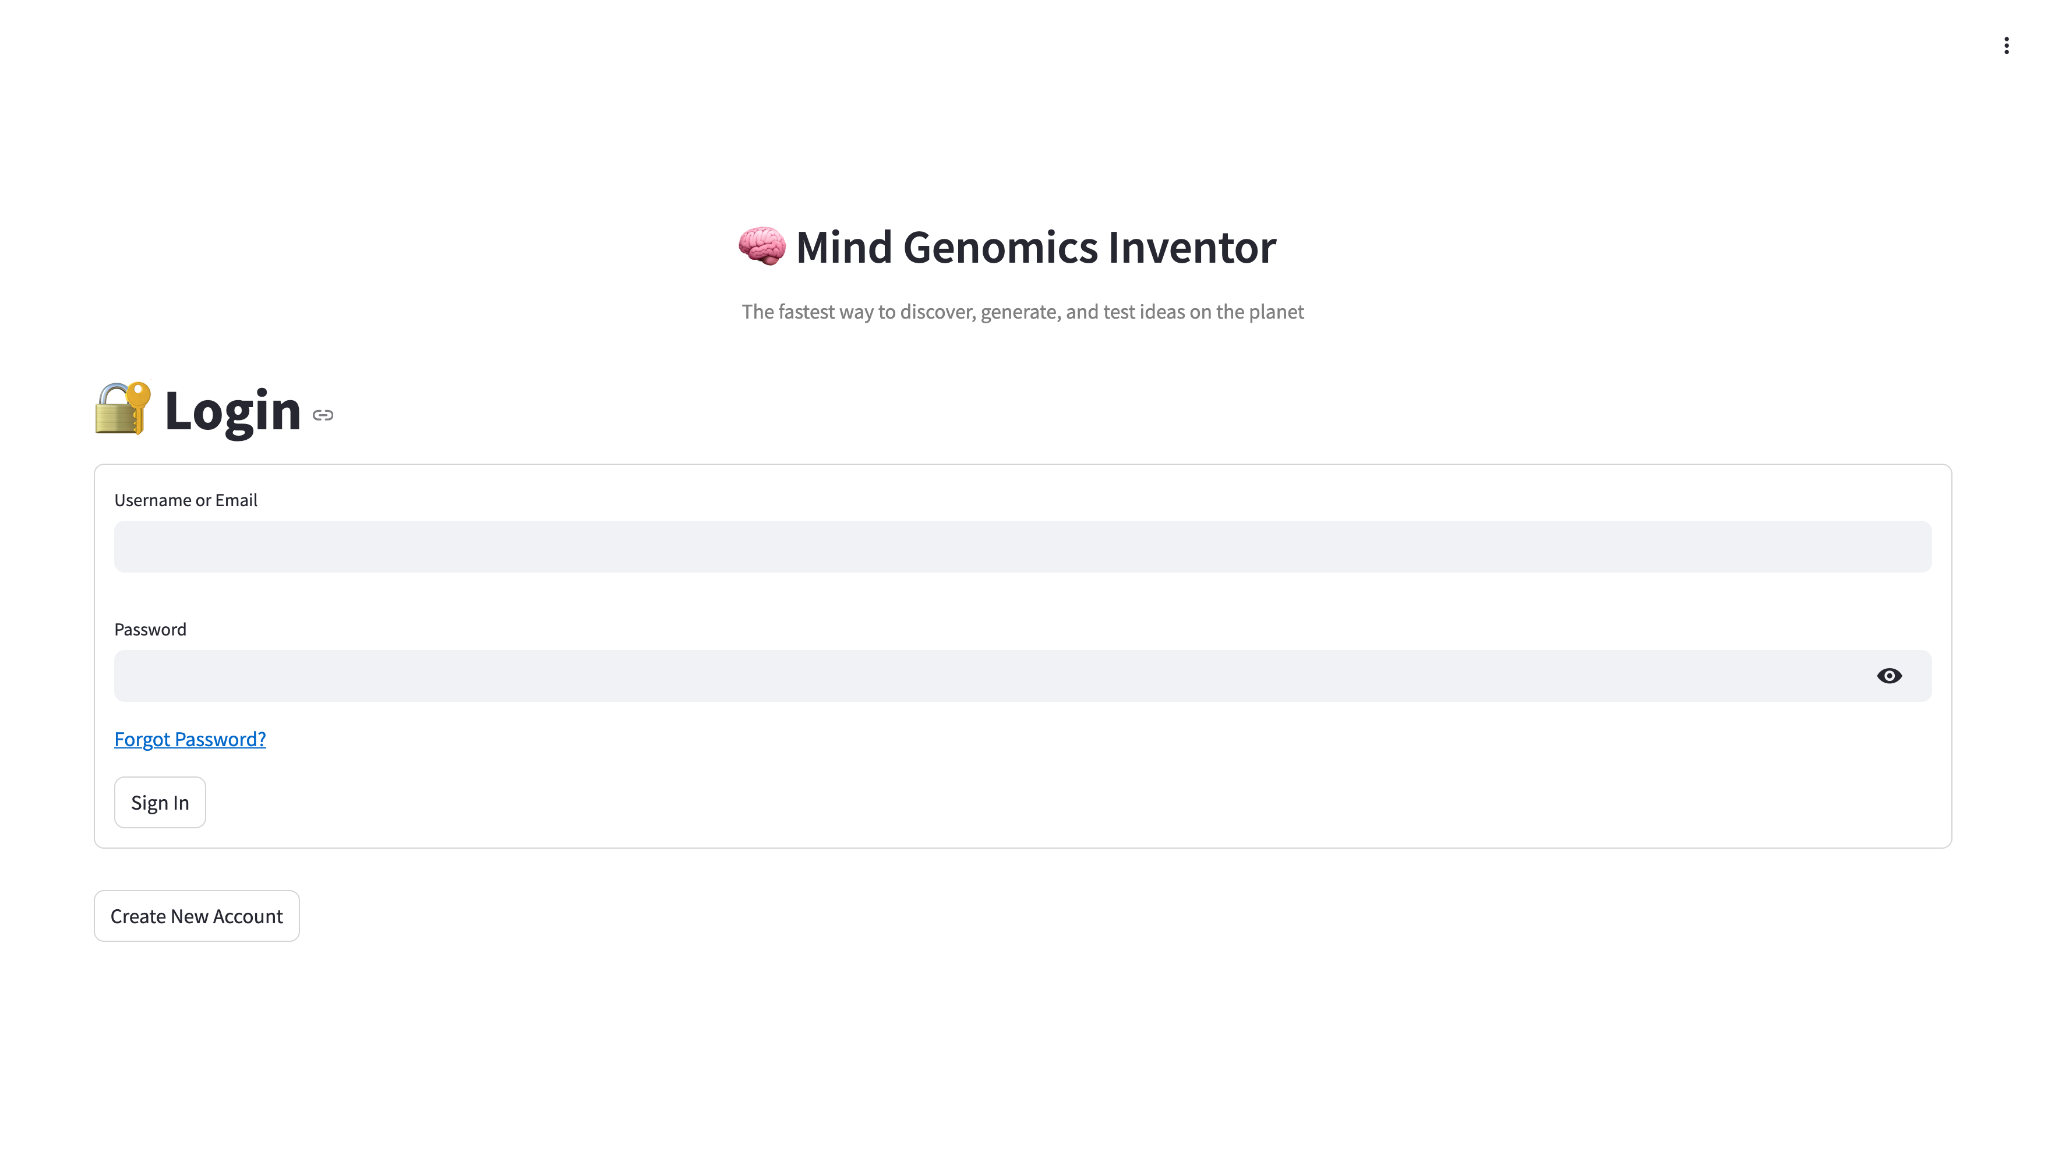 Mind Genomics Inventor
The fastest way to discover, generate, and test ideas on the planet
Login
Username or Email
Password
Forgot Password?
Sign In
Create New Account